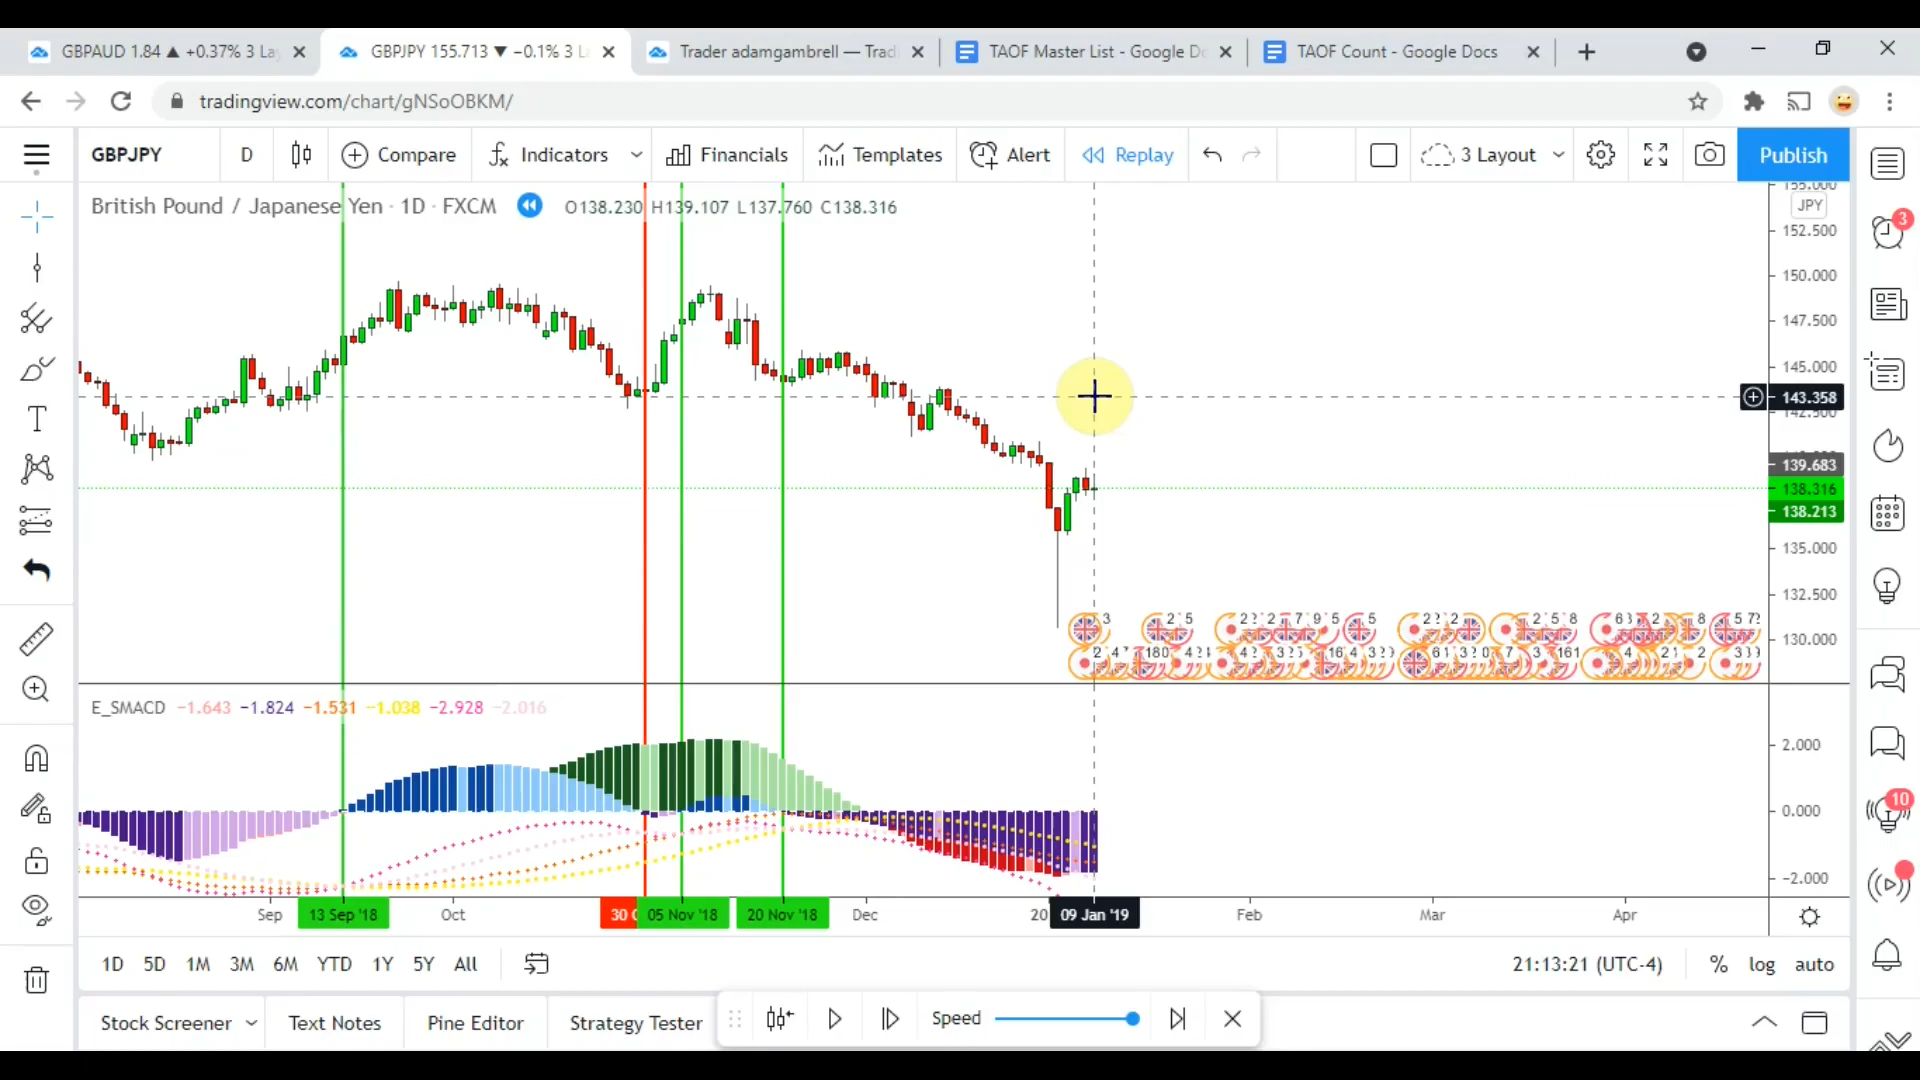 GBPAUD 1.84 ▲ +0.37% 3 La
GBPJPY 155.713 ▼ −0.1% 3 L
Trader adamgambrell — Trad
TAOF Master List - Google D
TAOF Count - Google Docs
tradingview.com/chart/gNSoOBKM/
GBPJPY
D
Compare
Indicators
Financials
Templates
Alert
Replay
3 Layout
Publish
British Pound / Japanese Yen · 1D · FXCM
O138.230 H139.107 L137.760 C138.316
155.000
JPY
152.500
150.000
147.500
145.000
143.358
142.500
139.683
138.316
138.213
135.000
132.500
130.000
E_SMACD −1.643 −1.824 −1.531 −1.038 −2.928 −2.016
2.000
0.000
−2.000
Sep
13 Sep '18
Oct
30
05 Nov '18
20 Nov '18
Dec
20
09 Jan '19
Feb
Mar
Apr
1D 5D 1M 3M 6M YTD 1Y 5Y All
21:13:21 (UTC-4)
% log auto
Stock Screener
Text Notes
Pine Editor
Strategy Tester
Speed
3
10